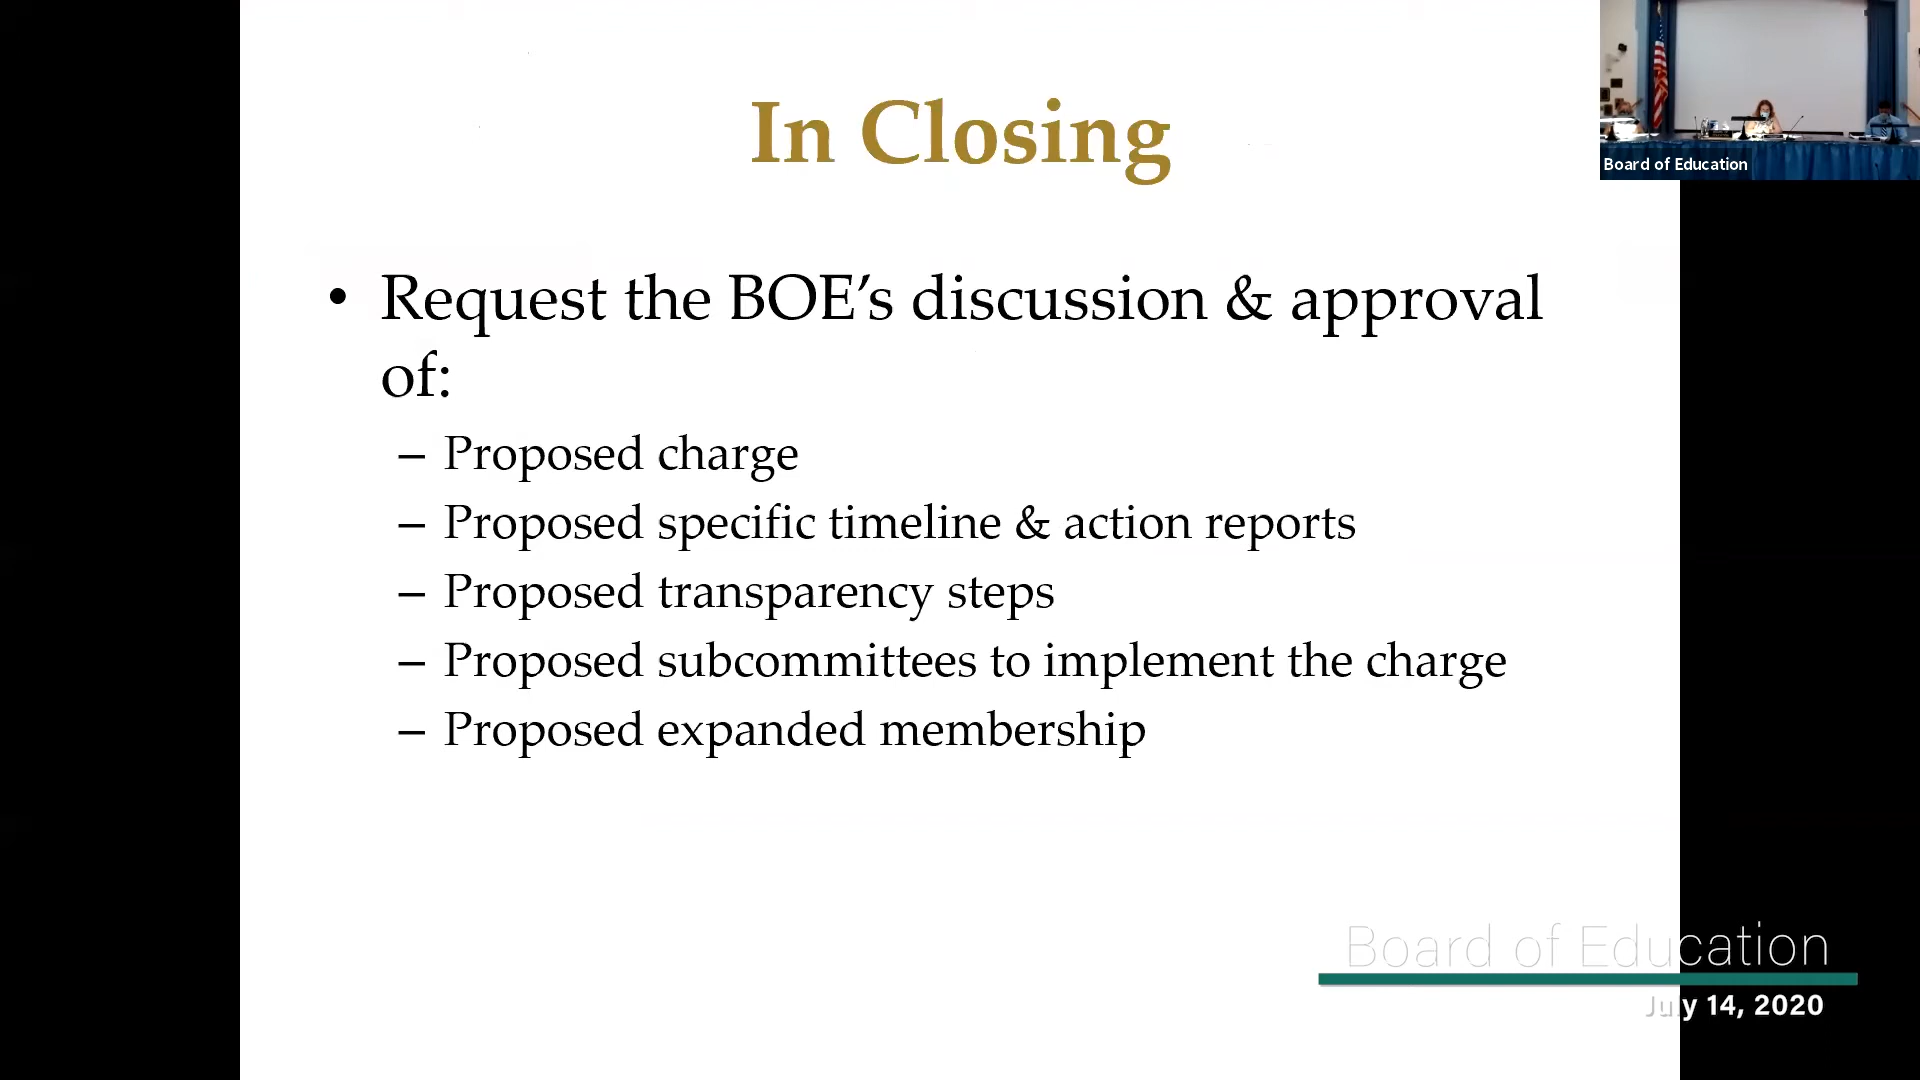 In Closing
• Request the BOE’s discussion & approval
of:
– Proposed charge
– Proposed specific timeline & action reports
– Proposed transparency steps
– Proposed subcommittees to implement the charge
– Proposed expanded membership
Board of Education
Board of Education
July 14, 2020